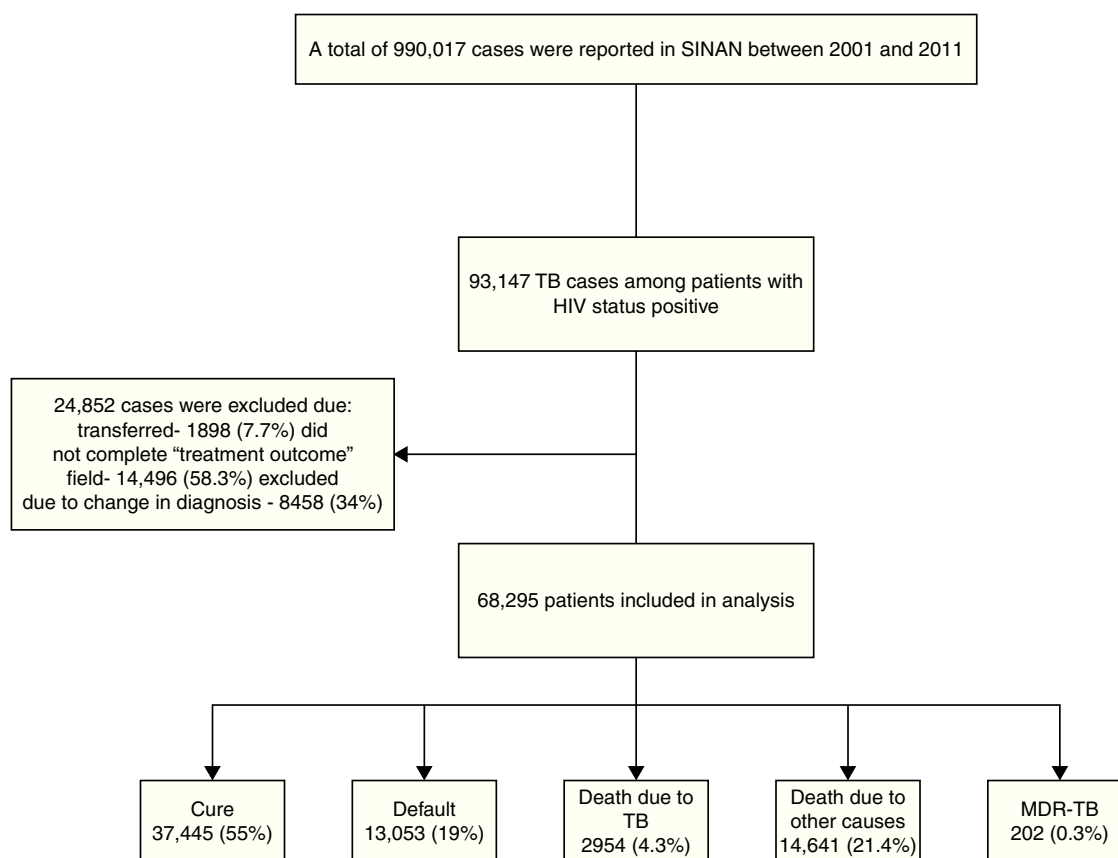 A total of 990,017 cases were reported in SINAN between 2001 and 2011
93,147 TB cases among patients with
HIV status positive
24,852 cases were excluded due:
transferred- 1898 (7.7%) did
not complete “treatment outcome”
field- 14,496 (58.3%) excluded
due to change in diagnosis - 8458 (34%)
68,295 patients included in analysis
Cure
37,445 (55%)
Default
13,053 (19%)
Death due to
TB
2954 (4.3%)
Death due to
other causes
14,641 (21.4%)
MDR-TB
202 (0.3%)